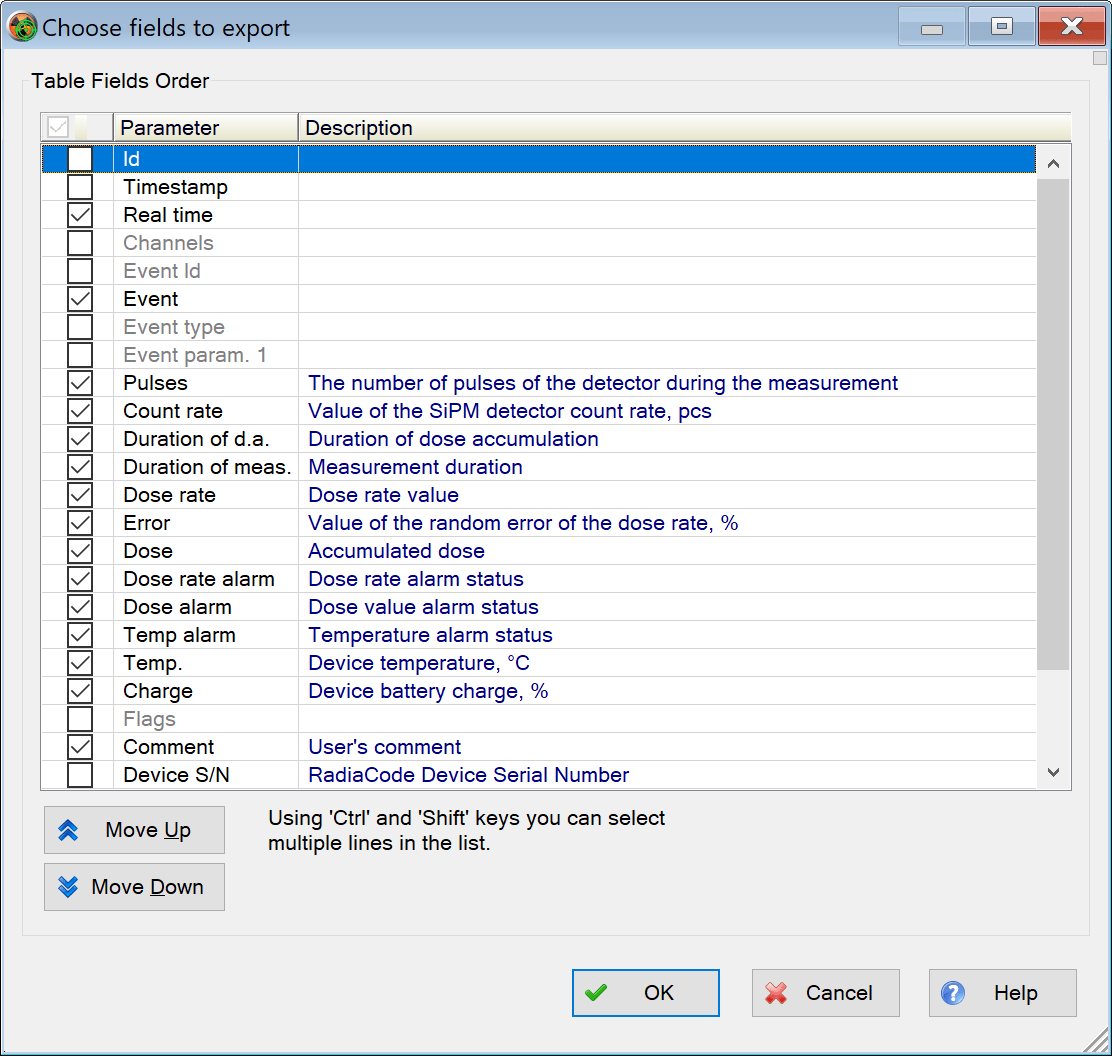 Choose fields to export
Table Fields Order
Parameter Description
Id
Timestamp
Real time
Channels
Event Id
Event
Event type
Event param. 1
Pulses The number of pulses of the detector during the measurement
Count rate Value of the SiPM detector count rate, pcs
Duration of d.a. Duration of dose accumulation
Duration of meas. Measurement duration
Dose rate Dose rate value
Error Value of the random error of the dose rate, %
Dose Accumulated dose
Dose rate alarm Dose rate alarm status
Dose alarm Dose value alarm status
Temp alarm Temperature alarm status
Temp. Device temperature, °C
Charge Device battery charge, %
Flags
Comment User's comment
Device S/N RadiaCode Device Serial Number
Move Up
Using 'Ctrl' and 'Shift' keys you can select
multiple lines in the list.
Move Down
OK Cancel Help